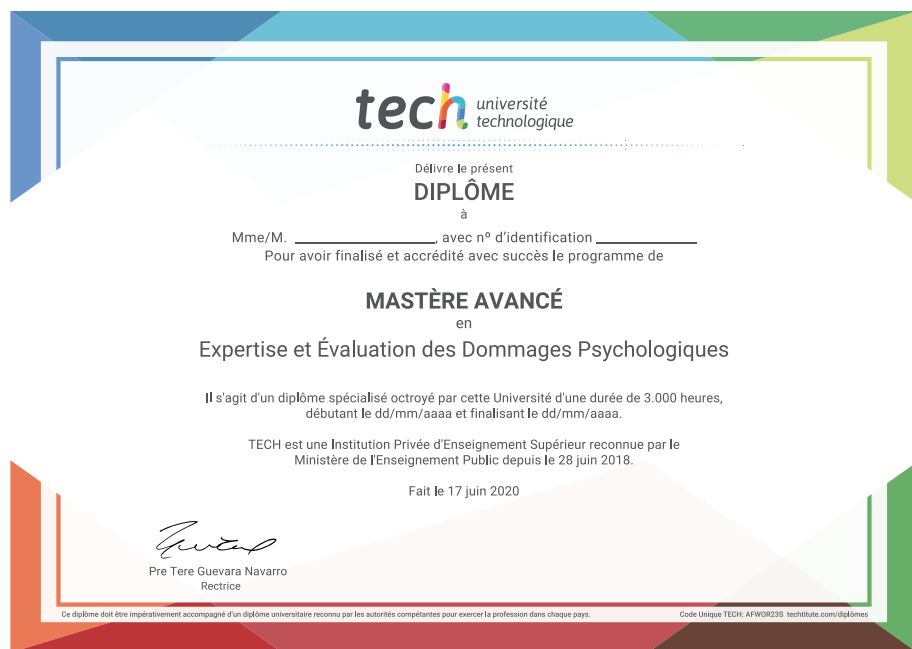 tech université
technologique
Délivre le présent
DIPLÔME
à
Mme/M. ____________________, avec nº d'identification ______________
Pour avoir finalisé et accrédité avec succès le programme de
MASTÈRE AVANCÉ
en
Expertise et Évaluation des Dommages Psychologiques
Il s'agit d'un diplôme spécialisé octroyé par cette Université d'une durée de 3.000 heures,
débutant le dd/mm/aaaa et finalisant le dd/mm/aaaa.
TECH est une Institution Privée d'Enseignement Supérieur reconnue par le
Ministère de l'Enseignement Public depuis le 28 juin 2018.
Fait le 17 juin 2020
Pre Tere Guevara Navarro
Rectrice
Ce diplôme doit être impérativement accompagné d'un diplôme universitaire reconnu par les autorités compétantes pour exercer la profession dans chaque pays.
Code Unique TECH: AFWOR23S techtitute.com/diplômes